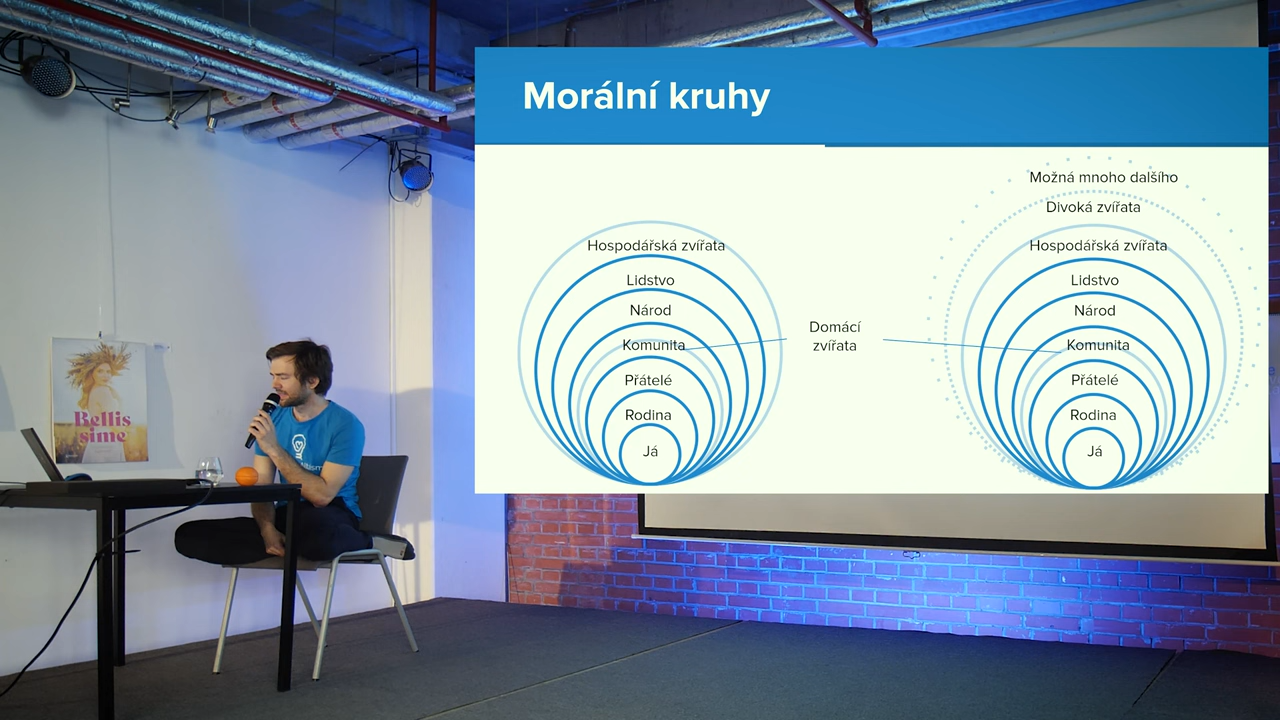 Morální kruhy
Hospodářská zvířata
Lidstvo
Národ
Komunita
Přátelé
Rodina
Já
Domácí
zvířata
Možná mnoho dalšího
Divoká zvířata
Hospodářská zvířata
Lidstvo
Národ
Komunita
Přátelé
Rodina
Já
Bellis
sime